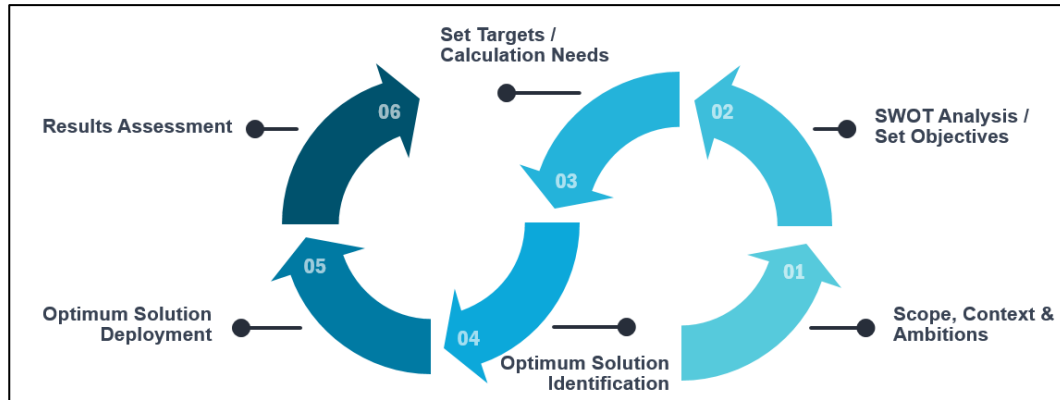 Set Targets /
Calculation Needs
06
02
Results Assessment
SWOT Analysis /
Set Objectives
03
05
01
Optimum Solution
Deployment
Scope, Context &
Ambitions
04
Optimum Solution
Identification